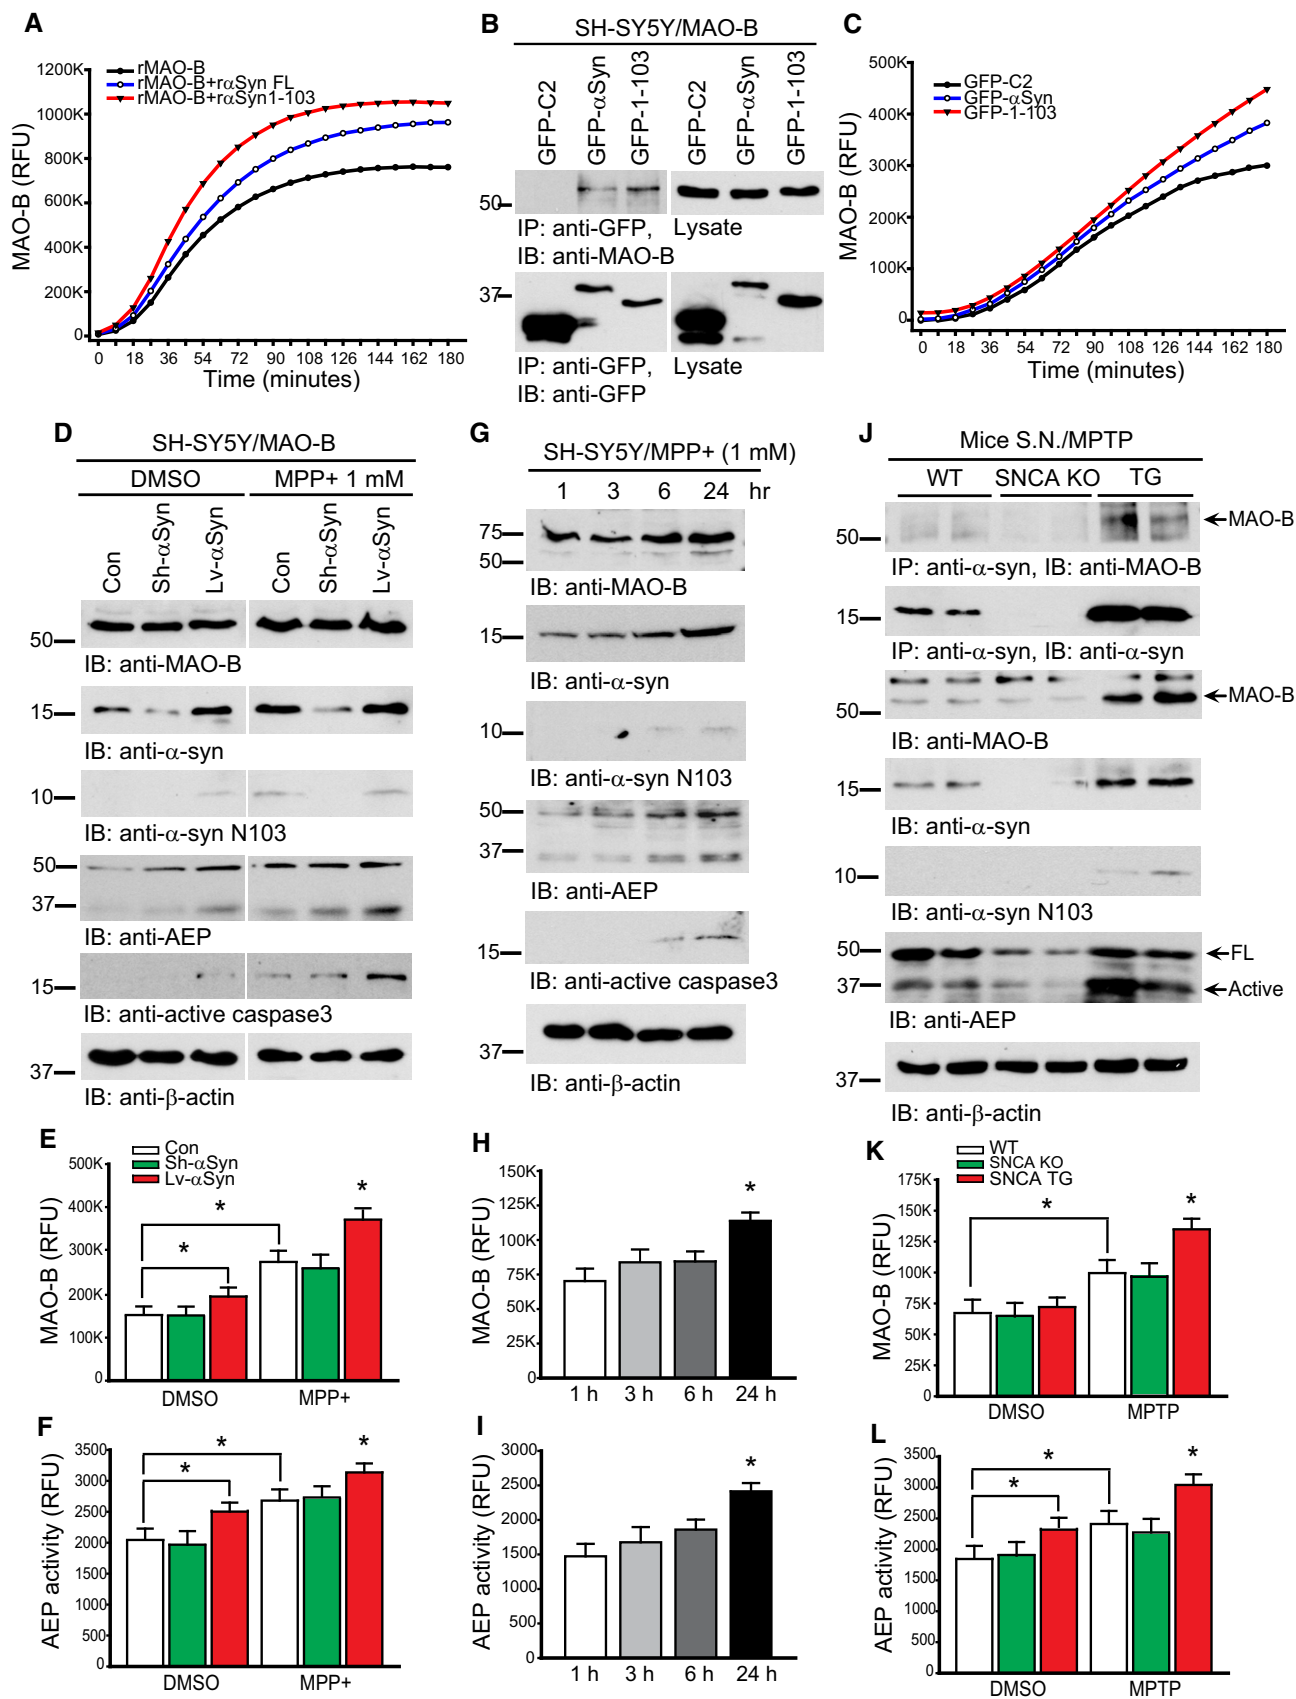 A
1200K
1000K
800K
600K
400K
200K
0
MAO-B (RFU)
rMAO-B
rMAO-B+rαSyn FL
rMAO-B+rαSyn1-103
0 18 36 54 72 90 108 126 144 162 180
Time (minutes)
B
SH-SY5Y/MAO-B
GFP-C2
GFP-αSyn
GFP-1-103
GFP-C2
GFP-αSyn
GFP-1-103
50
IP: anti-GFP, Lysate
IB: anti-MAO-B
37
IP: anti-GFP, Lysate
IB: anti-GFP
C
500K
400K
300K
200K
100K
0
MAO-B (RFU)
GFP-C2
GFP-αSyn
GFP-1-103
0 18 36 54 72 90 108 126 144 162 180
Time (minutes)
D
SH-SY5Y/MAO-B
DMSO MPP+ 1 mM
Con
Sh-αSyn
Lv-αSyn
Con
Sh-αSyn
Lv-αSyn
50
IB: anti-MAO-B
15
IB: anti-α-syn
10
IB: anti-α-syn N103
50
37
IB: anti-AEP
15
IB: anti-active caspase3
37
IB: anti-β-actin
G
SH-SY5Y/MPP+ (1 mM)
1 3 6 24 hr
75
50
IB: anti-MAO-B
15
IB: anti-α-syn
10
IB: anti-α-syn N103
50
37
IB: anti-AEP
15
IB: anti-active caspase3
37
IB: anti-β-actin
J
Mice S.N./MPTP
WT SNCA KO TG
MAO-B
50
IP: anti-α-syn, IB: anti-MAO-B
15
IP: anti-α-syn, IB: anti-α-syn
MAO-B
50
IB: anti-MAO-B
15
IB: anti-α-syn
10
IB: anti-α-syn N103
50
FL
37
Active
IB: anti-AEP
37
IB: anti-β-actin
E
Con
Sh-αSyn
Lv-αSyn
500K
400K
300K
200K
100K
0
MAO-B (RFU)
*
*
*
DMSO MPP+
H
150K
125K
100K
75K
50K
25K
0
MAO-B (RFU)
*
1 h 3 h 6 h 24 h
K
WT
SNCA KO
SNCA TG
175K
150K
125K
100K
75K
50K
25K
0
MAO-B (RFU)
*
*
DMSO MPTP
F
3500
3000
2500
2000
1500
1000
500
0
AEP activity (RFU)
*
*
*
DMSO MPP+
I
3000
2500
2000
1500
1000
500
0
AEP activity (RFU)
*
1 h 3 h 6 h 24 h
L
3500
3000
2500
2000
1500
1000
500
0
AEP activity (RFU)
*
*
*
DMSO MPTP